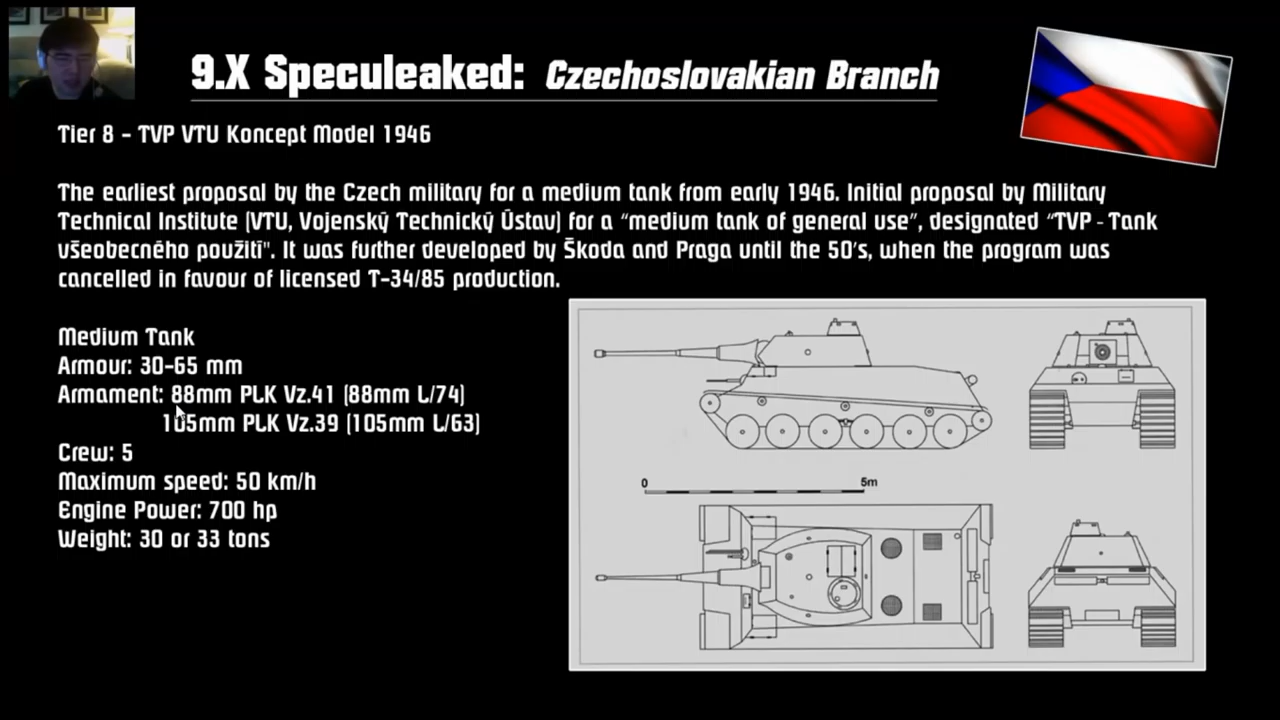 9.X Speculeaked: Czechoslovakian Branch
Tier 8 - TVP VTU Koncept Model 1946
The earliest proposal by the Czech military for a medium tank from early 1946. Initial proposal by Military
Technical Institute (VTU, Vojenský Technický Ústav) for a “medium tank of general use”, designated “TVP - Tank
všeobecného použití". It was further developed by Škoda and Praga until the 50's, when the program was
cancelled in favour of licensed T-34/85 production.
Medium Tank
Armour: 30-65 mm
Armament: 88mm PLK Vz.41 (88mm L/74)
105mm PLK Vz.39 (105mm L/63)
Crew: 5
Maximum speed: 50 km/h
Engine Power: 700 hp
Weight: 30 or 33 tons
0 5m